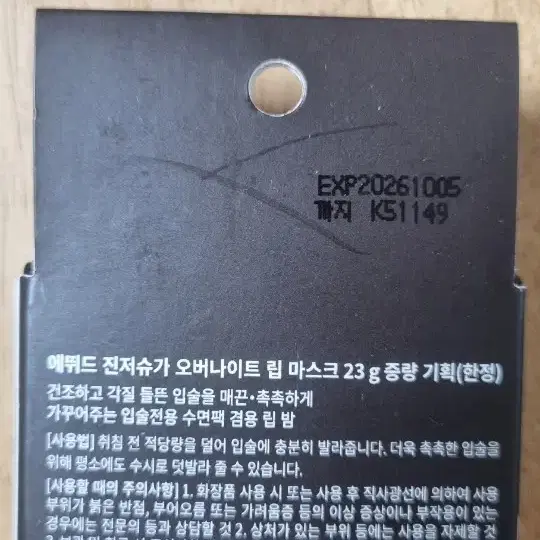 EXP20261005
까지 K51149
에뛰드 진저슈가 오버나이트 립 마스크 23 g 증량 기획(한정)
건조하고 각질 들뜬 입술을 매끈·촉촉하게
가꾸어주는 입술전용 수면팩 겸용 립 밤
[사용법] 취침 전 적당량을 덜어 입술에 충분히 발라줍니다. 더욱 촉촉한 입술을
위해 평소에도 수시로 덧발라 줄 수 있습니다.
[사용할 때의 주의사항] 1. 화장품 사용 시 또는 사용 후 직사광선에 의하여 사용
부위가 붉은 반점, 부어오름 또는 가려움증 등의 이상 증상이나 부작용이 있는
경우에는 전문의 등과 상담할 것 2. 상처가 있는 부위 등에는 사용을 자제할 것